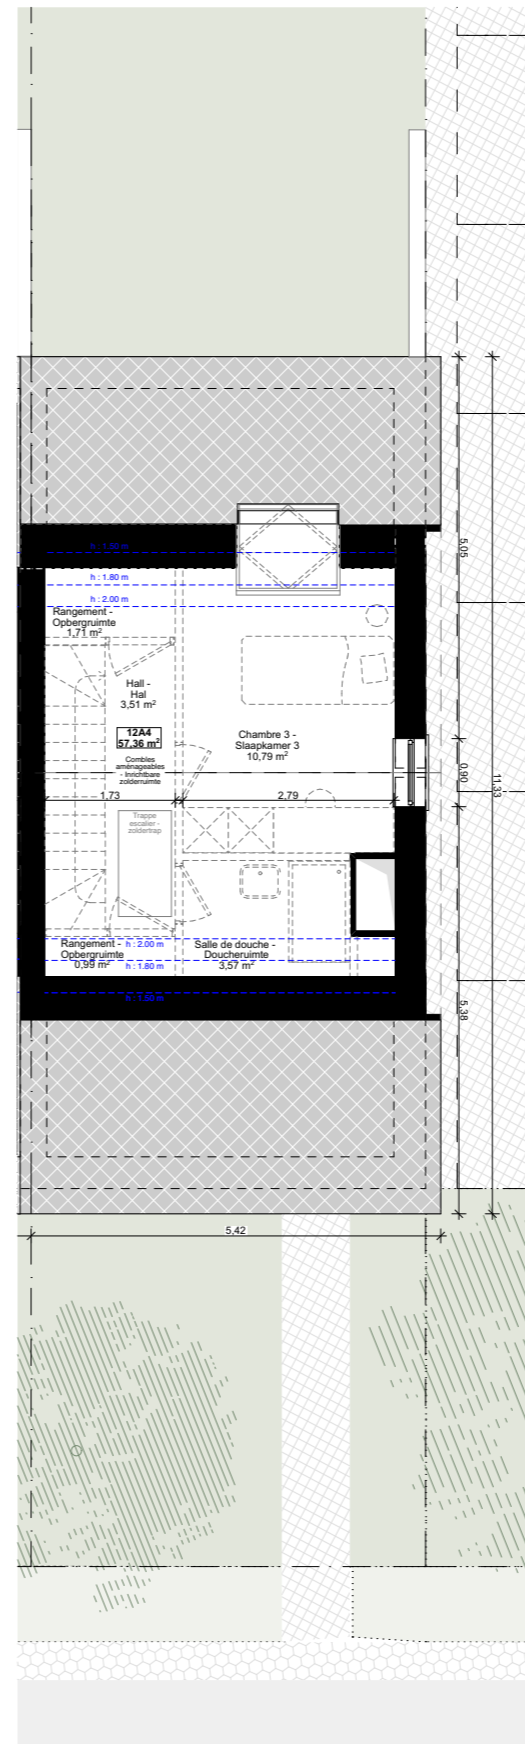 h : 1.50 m
h : 1.80 m
h : 2.00 m
Rangement -
Opbergruimte
1,71 m²
Hall -
Hal
3,51 m²
12A4
57,36 m²
Combles
aménageables
- Inrichtbare
zolderruimte
Chambre 3 -
Slaapkamer 3
10,79 m²
1,73
2,79
Trappe
escalier -
zoldertrap
Rangement -
Opbergruimte
0,99 m²
h : 2.00 m
h : 1.80 m
h : 1.50 m
Salle de douche -
Doucheruimte
3,57 m²
5,05
0,90
11,33
5,38
5,42